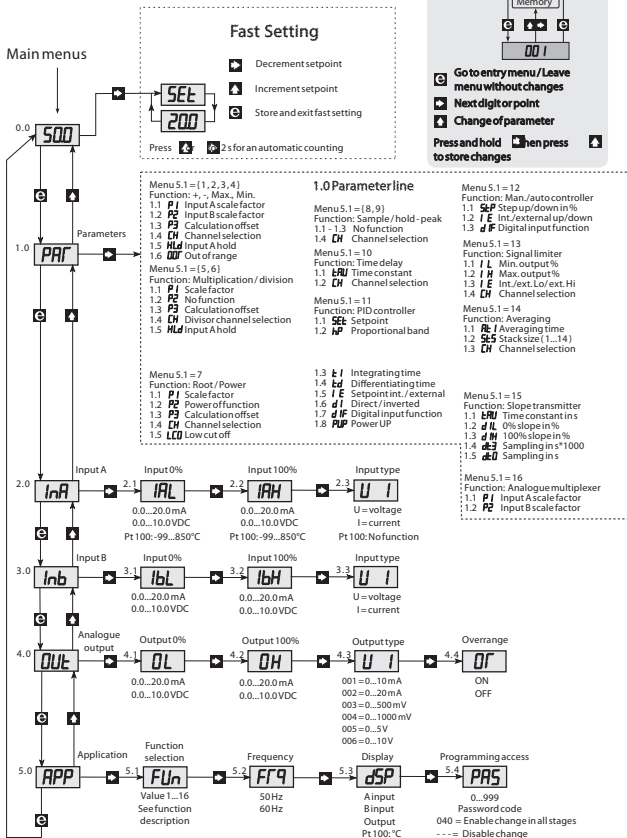 Memory
001
Go to entry menu / Leave
menu without changes
Next digit or point
Change of parameter
Press and hold then press
to store changes
Fast Setting
Decrement setpoint
Increment setpoint
Store and exit fast setting
SEt
20.0
Press or 2 s for an automatic counting
Main menus
0.0
50.0
1.0
PAr
Parameters
Menu 5.1 = {1, 2, 3, 4}
Function: +, -, Max., Min.
1.1 P1 Input A scale factor
1.2 P2 Input B scale factor
1.3 P3 Calculation offset
1.4 CH Channel selection
1.5 HLd Input A hold
1.6 OOr Out of range
Menu 5.1 = {5, 6}
Function: Multiplication / division
1.1 P1 Scale factor
1.2 P2 No function
1.3 P3 Calculation offset
1.4 CH Divisor channel selection
1.5 HLd Input A hold
Menu 5.1 = 7
Function: Root / Power
1.1 P1 Scale factor
1.2 P2 Power of function
1.3 P3 Calculation offset
1.4 CH Channel selection
1.5 LCO Low cut off
1.0 Parameter line
Menu 5.1 = {8, 9}
Function: Sample / hold - peak
1.1 - 1.3 No function
1.4 CH Channel selection
Menu 5.1 = 10
Function: Time delay
1.1 tAU Time constant
1.2 CH Channel selection
Menu 5.1 = 11
Function: PID controller
1.1 SEt Setpoint
1.2 hP Proportional band
1.3 tI Integrating time
1.4 td Differentiating time
1.5 IE Setpoint int. / external
1.6 dI Direct / inverted
1.7 dIF Digital input function
1.8 PUP Power UP
Menu 5.1 = 12
Function: Man./auto controller
1.1 StP Step up/down in %
1.2 IE Int./external up/down
1.3 dIF Digital input function
Menu 5.1 = 13
Function: Signal limiter
1.1 IL Min. output %
1.2 IH Max. output %
1.3 IE Int./ext. Lo/ ext. Hi
1.4 CH Channel selection
Menu 5.1 = 14
Function: Averaging
1.1 AtI Averaging time
1.2 StS Stack size (1...14)
1.3 CH Channel selection
Menu 5.1 = 15
Function: Slope transmitter
1.1 tAU Time constant in s
1.2 dIL 0% slope in %
1.3 dIH 100% slope in %
1.4 dt3 Sampling in s*1000
1.5 dt0 Sampling in s
Menu 5.1 = 16
Function: Analogue multiplexer
1.1 P1 Input A scale factor
1.2 P2 Input B scale factor
Input A
2.0
InA
Input 0%
2.1
IAL
0.0...20.0 mA
0.0...10.0 VDC
Pt100: -99...850°C
Input 100%
2.2
IAH
0.0...20.0 mA
0.0...10.0 VDC
Pt100: -99...850°C
Input type
2.3
U I
U = voltage
I = current
Pt100: No function
Input B
3.0
Inb
Input 0%
3.1
IbL
0.0...20.0 mA
0.0...10.0 VDC
Input 100%
3.2
IbH
0.0...20.0 mA
0.0...10.0 VDC
Input type
3.3
U I
U = voltage
I = current
Analogue
output
4.0
OUt
Output 0%
4.1
OL
0.0...20.0 mA
0.0...10.0 VDC
Output 100%
4.2
OH
0.0...20.0 mA
0.0...10.0 VDC
Output type
4.3
U I
001 = 0...10 mA
002 = 0...20 mA
003 = 0...500 mV
004 = 0...1000 mV
005 = 0...5 V
006 = 0...10 V
Overrange
4.4
Or
ON
OFF
Application
5.0
APP
Function
selection
5.1
FUn
Value 1...16
See function
description
Frequency
5.2
Frq
50 Hz
60 Hz
Display
5.3
dSP
A input
B input
Output
Pt100: °C
Programming access
5.4
PAS
0...999
Password code
040 = Enable change in all stages
- - - = Disable change